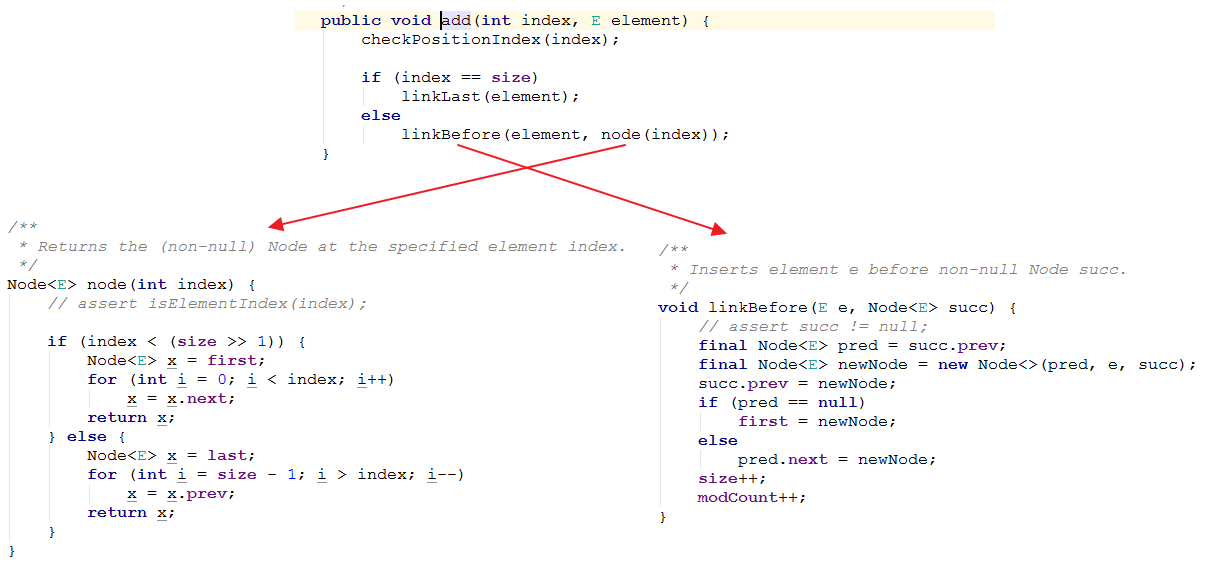 public void add(int index, E element) {
    checkPositionIndex(index);

    if (index == size)
        linkLast(element);
    else
        linkBefore(element, node(index));
}
/**
 * Returns the (non-null) Node at the specified element index.
 */
Node<E> node(int index) {
    // assert isElementIndex(index);

    if (index < (size >> 1)) {
        Node<E> x = first;
        for (int i = 0; i < index; i++)
            x = x.next;
        return x;
    } else {
        Node<E> x = last;
        for (int i = size - 1; i > index; i--)
            x = x.prev;
        return x;
    }
}
/**
 * Inserts element e before non-null Node succ.
 */
void linkBefore(E e, Node<E> succ) {
    // assert succ != null;
    final Node<E> pred = succ.prev;
    final Node<E> newNode = new Node<>(pred, e, succ);
    succ.prev = newNode;
    if (pred == null)
        first = newNode;
    else
        pred.next = newNode;
    size++;
    modCount++;
}